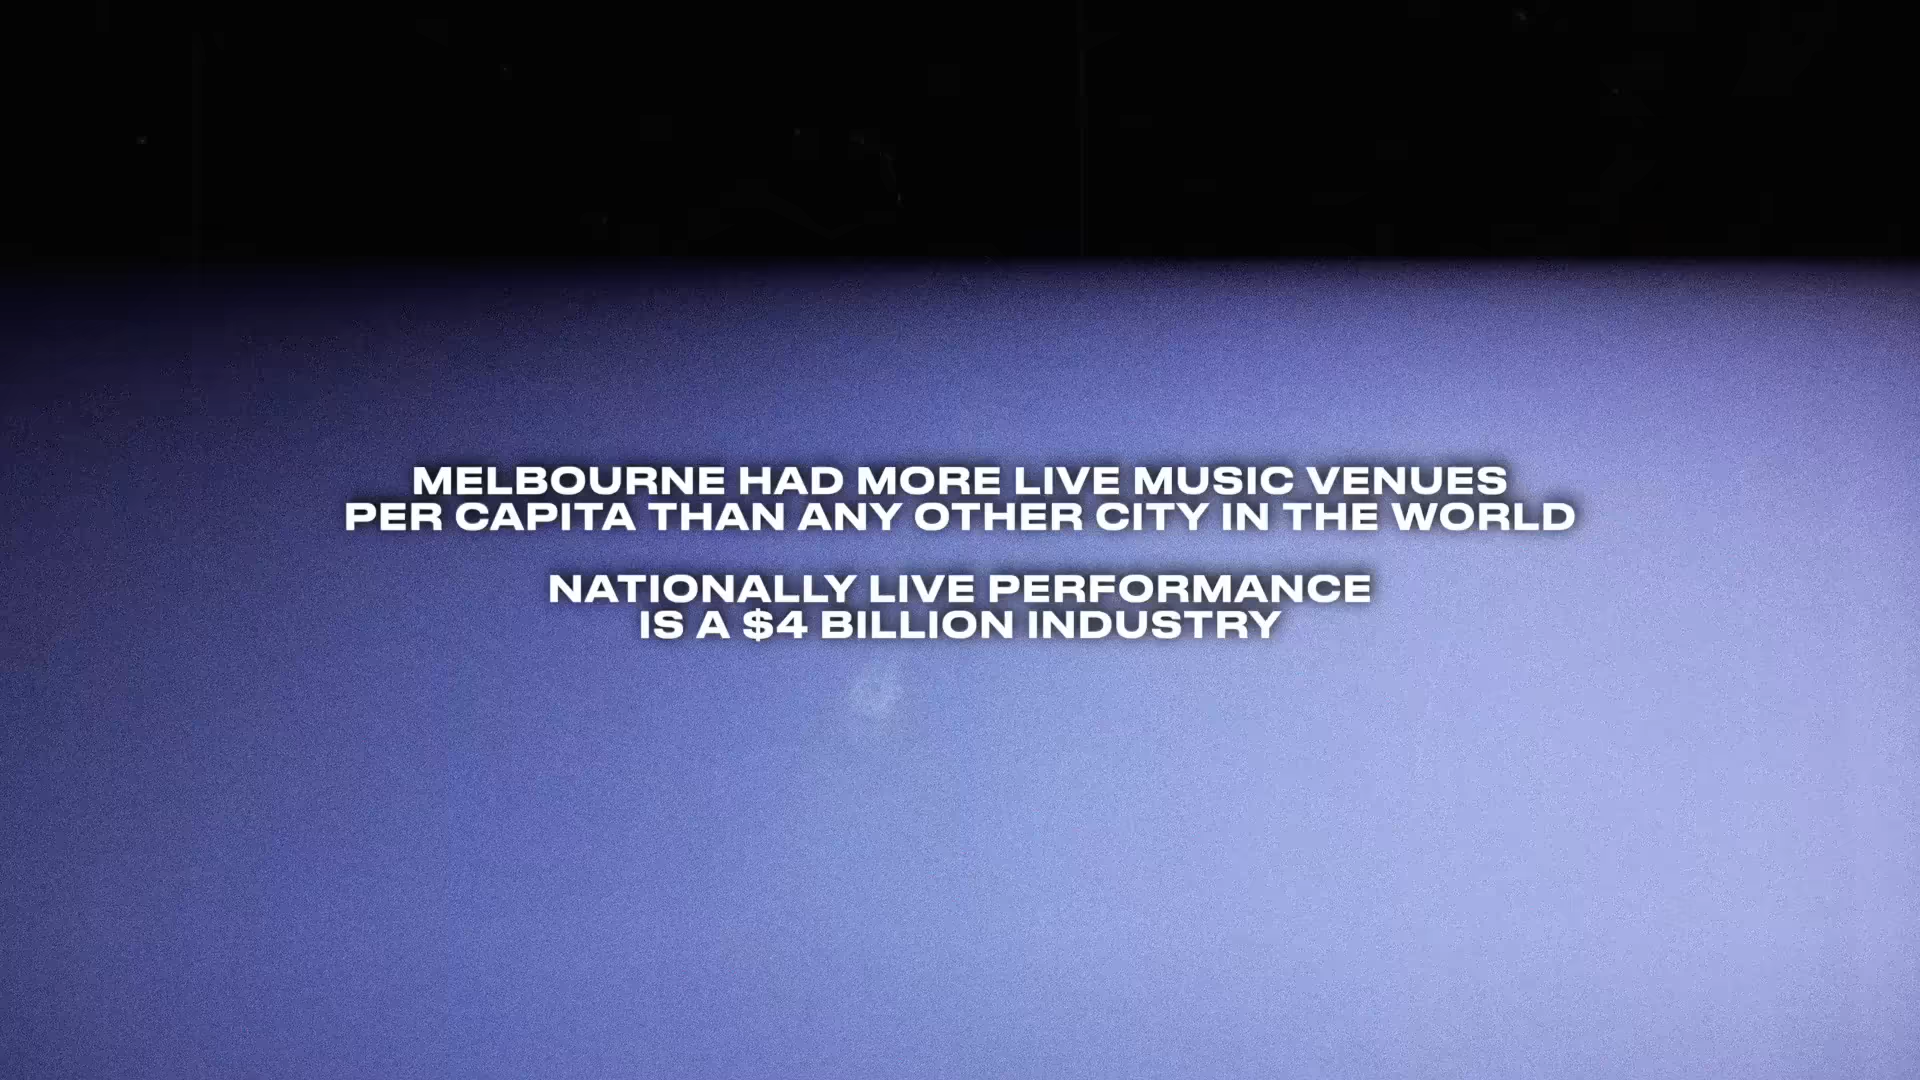 MELBOURNE HAD MORE LIVE MUSIC VENUES
PER CAPITA THAN ANY OTHER CITY IN THE WORLD
NATIONALLY LIVE PERFORMANCE
IS A $4 BILLION INDUSTRY